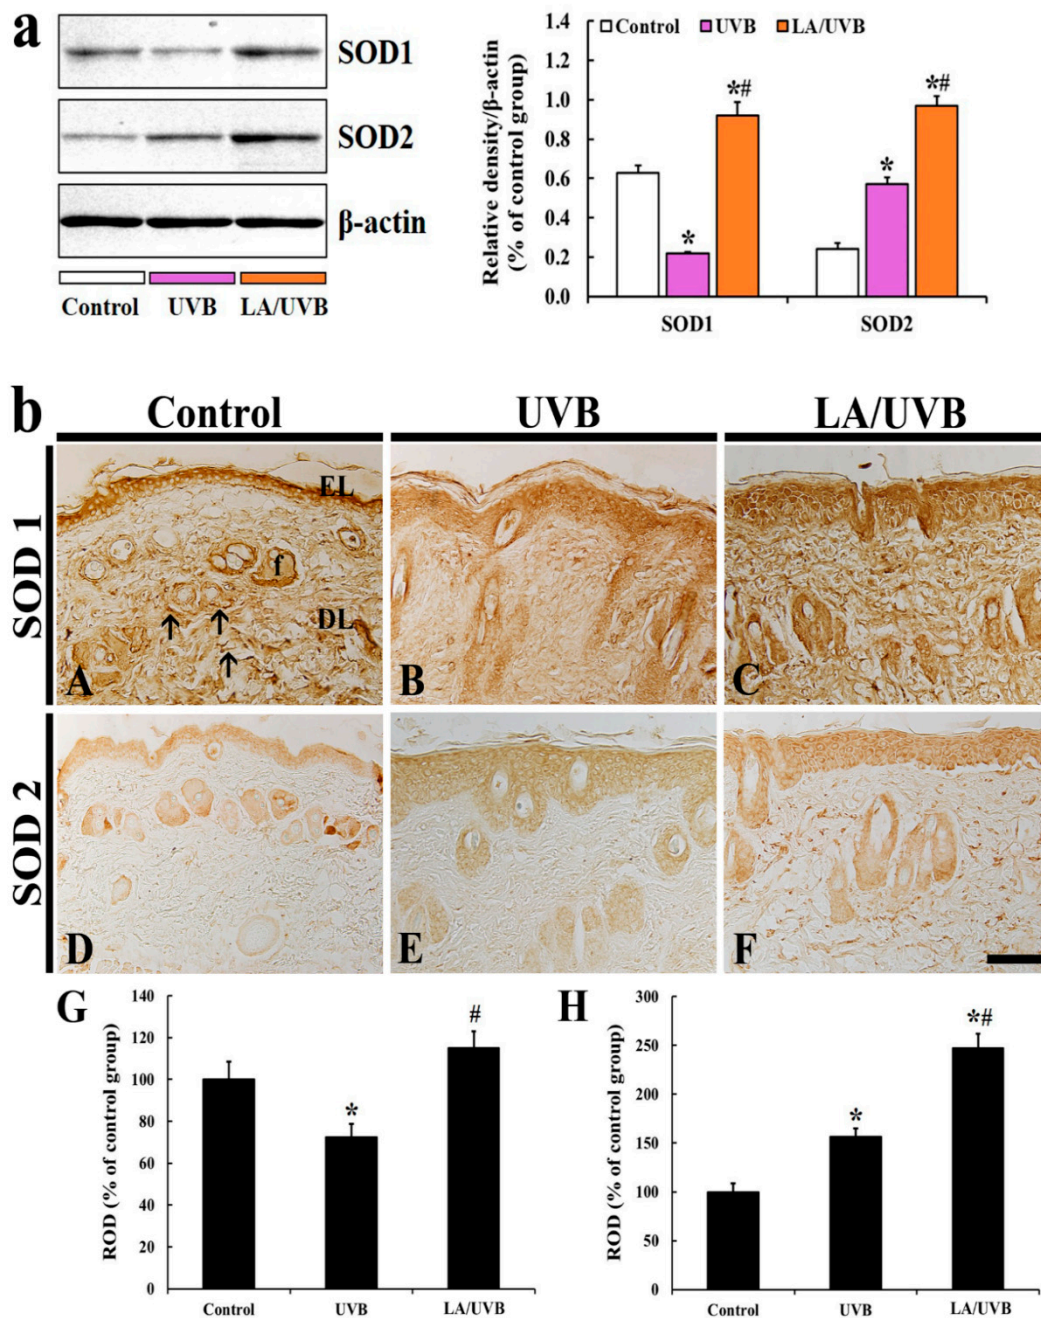 a
SOD1
SOD2
β-actin
Control UVB LA/UVB
Relative density/β-actin
(% of control group)
1.4
1.2
1.0
0.8
0.6
0.4
0.2
0.0
Control UVB LA/UVB
*
*#
*
*#
SOD1 SOD2
b
Control UVB LA/UVB
SOD 1
EL
f
DL
A B C
SOD 2
D E F
G
ROD (% of control group)
140
120
100
80
60
40
20
0
*
#
Control UVB LA/UVB
H
ROD (% of control group)
300
250
200
150
100
50
0
*
*#
Control UVB LA/UVB